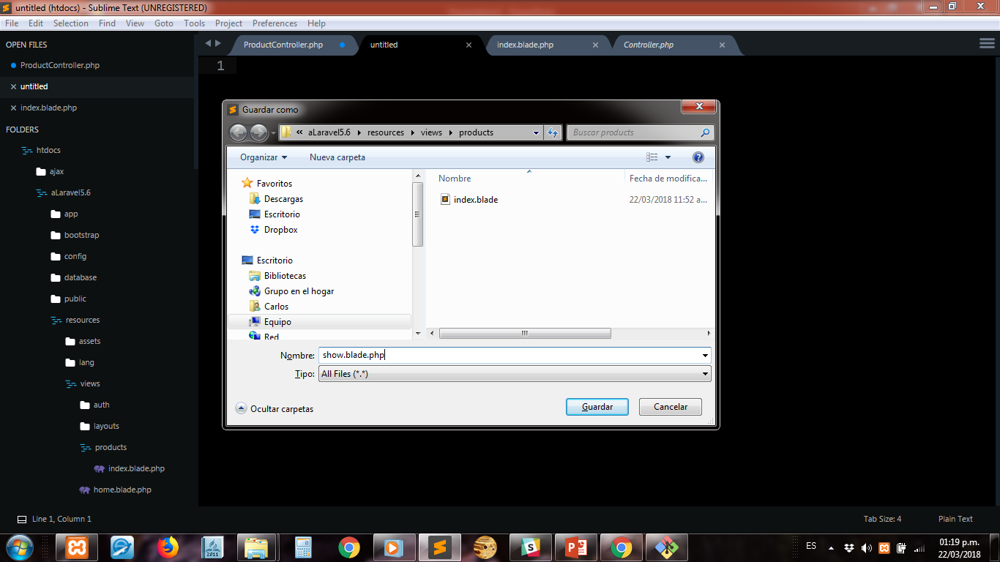 untitled (htdocs) - Sublime Text (UNREGISTERED)
File Edit Selection Find View Goto Tools Project Preferences Help
OPEN FILES
ProductController.php
untitled
index.blade.php
FOLDERS
htdocs
ajax
aLaravel5.6
app
bootstrap
config
database
public
resources
assets
lang
views
auth
layouts
products
index.blade.php
home.blade.php
ProductController.php untitled index.blade.php Controller.php
1
Guardar como
« aLaravel5.6 resources views products
Buscar products
Organizar Nueva carpeta
Favoritos
Descargas
Escritorio
Dropbox
Escritorio
Bibliotecas
Grupo en el hogar
Carlos
Equipo
Red
Nombre Fecha de modifica...
index.blade 22/03/2018 11:52 a...
Nombre: show.blade.php
Tipo: All Files (*.*)
Ocultar carpetas Guardar Cancelar
Line 1, Column 1 Tab Size: 4 Plain Text
2011
ES
01:19 p.m.
22/03/2018